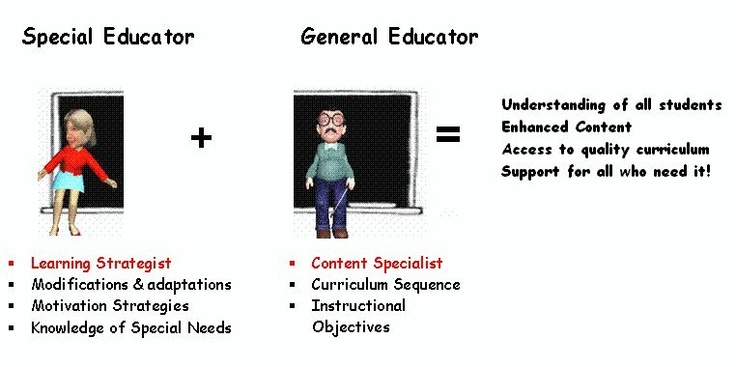 Special Educator
General Educator
+
=
Understanding of all students
Enhanced Content
Access to quality curriculum
Support for all who need it!
▪ Learning Strategist
▪ Modifications & adaptations
▪ Motivation Strategies
▪ Knowledge of Special Needs
▪ Content Specialist
▪ Curriculum Sequence
▪ Instructional
Objectives